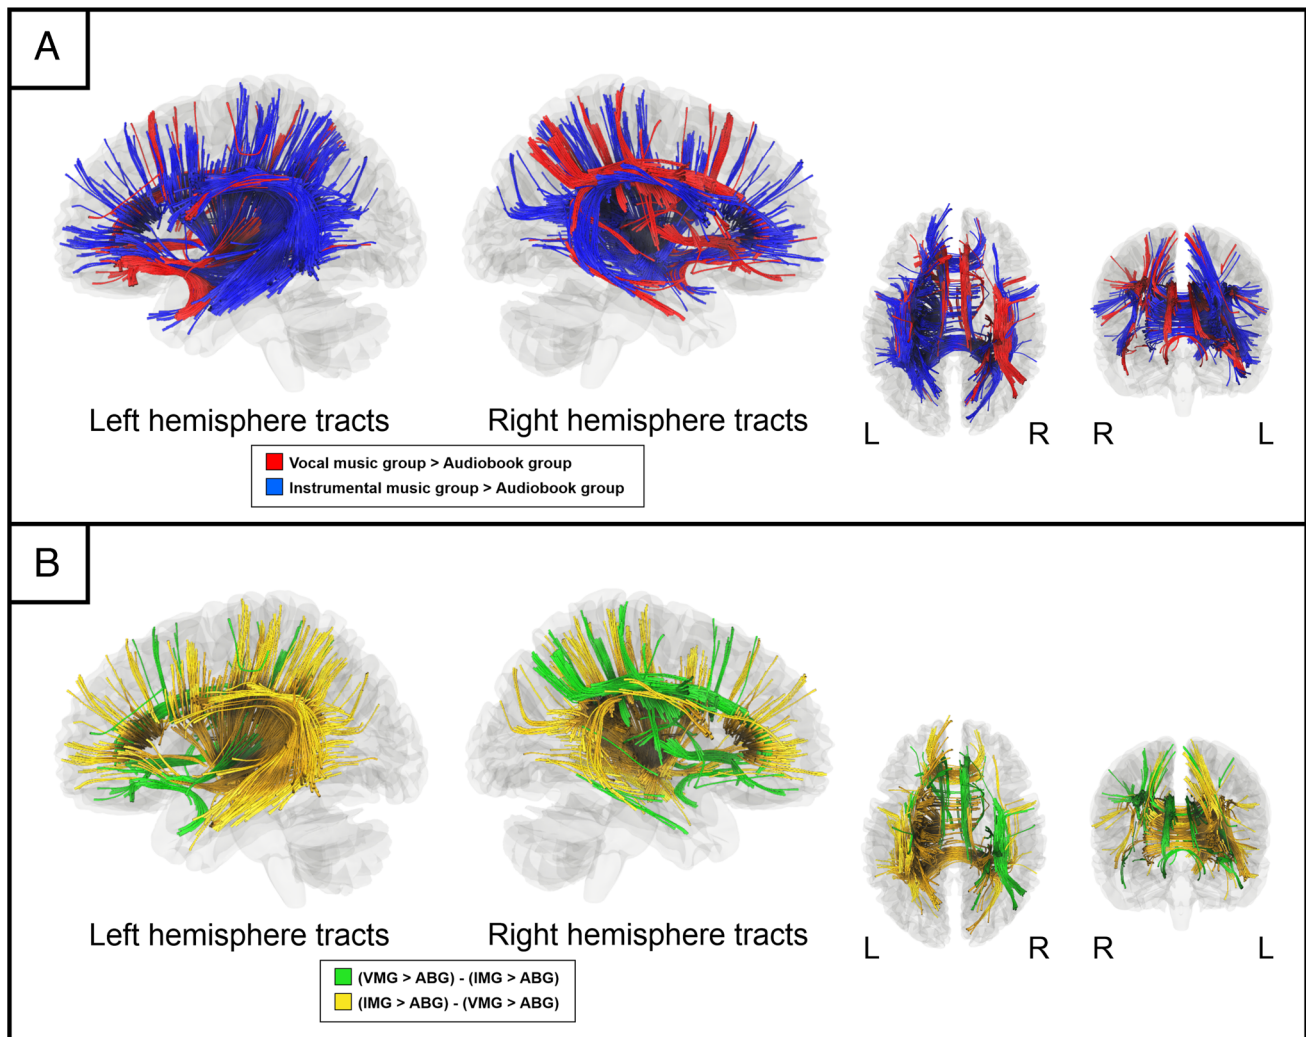 A
Left hemisphere tracts
Right hemisphere tracts
L
R
R
L
Vocal music group > Audiobook group
Instrumental music group > Audiobook group
B
Left hemisphere tracts
Right hemisphere tracts
L
R
R
L
(VMG > ABG) - (IMG > ABG)
(IMG > ABG) - (VMG > ABG)